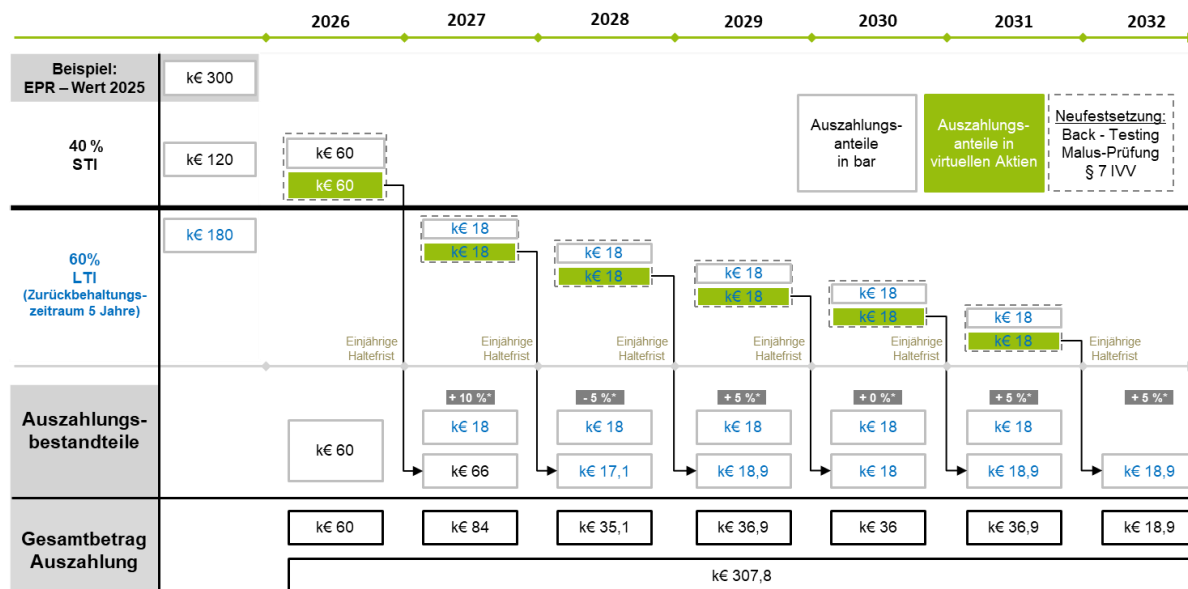 2026 2027 2028 2029 2030 2031 2032
Beispiel:
EPR – Wert 2025
k€ 300
Auszahlungs-
anteile
in bar
Auszahlungs-
anteile in
virtuellen Aktien
Neufestsetzung:
Back - Testing
Malus-Prüfung
§ 7 IVV
40 %
STI
k€ 120
k€ 60
k€ 60
60%
LTI
(Zurückbehaltungs-
zeitraum 5 Jahre)
k€ 180
k€ 18
k€ 18
k€ 18
k€ 18
k€ 18
k€ 18
k€ 18
k€ 18
k€ 18
k€ 18
Einjährige
Haltefrist
Einjährige
Haltefrist
Einjährige
Haltefrist
Einjährige
Haltefrist
Einjährige
Haltefrist
Einjährige
Haltefrist
Auszahlungs-
bestandteile
+ 10 %* - 5 %* + 5 %* + 0 %* + 5 %* + 5 %*
k€ 18 k€ 18 k€ 18 k€ 18 k€ 18
k€ 60
k€ 66 k€ 17,1 k€ 18,9 k€ 18 k€ 18,9 k€ 18,9
Gesamtbetrag
Auszahlung
k€ 60 k€ 84 k€ 35,1 k€ 36,9 k€ 36 k€ 36,9 k€ 18,9
k€ 307,8